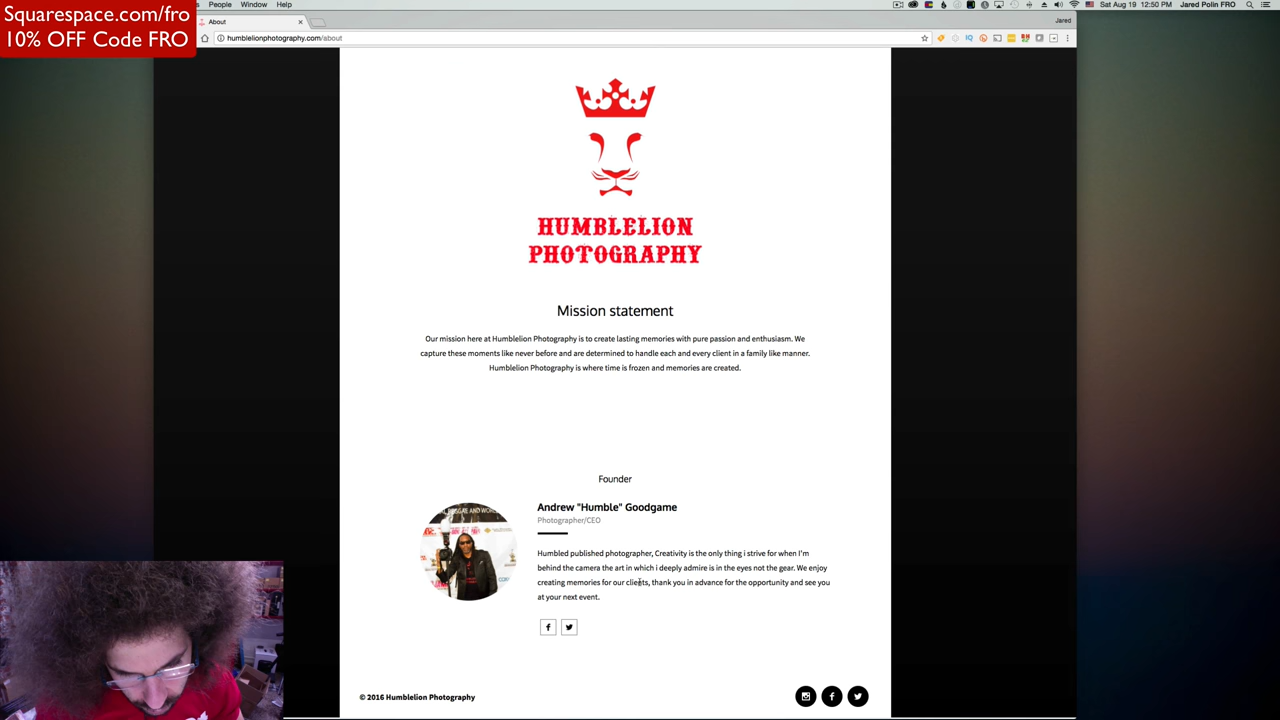 Squarespace.com/fro
10% OFF Code FRO
People Window Help
Sat Aug 19 12:50 PM Jared Polin FRO
About
Jared
humblelionphotography.com/about
HUMBLELION
PHOTOGRAPHY
Mission statement
Our mission here at Humblelion Photography is to create lasting memories with pure passion and enthusiasm. We
capture these moments like never before and are determined to handle each and every client in a family like manner.
Humblelion Photography is where time is frozen and memories are created.
Founder
Andrew "Humble" Goodgame
Photographer/CEO
Humbled published photographer, Creativity is the only thing i strive for when I'm
behind the camera the art in which i deeply admire is in the eyes not the gear. We enjoy
creating memories for our clients, thank you in advance for the opportunity and see you
at your next event.
© 2016 Humblelion Photography